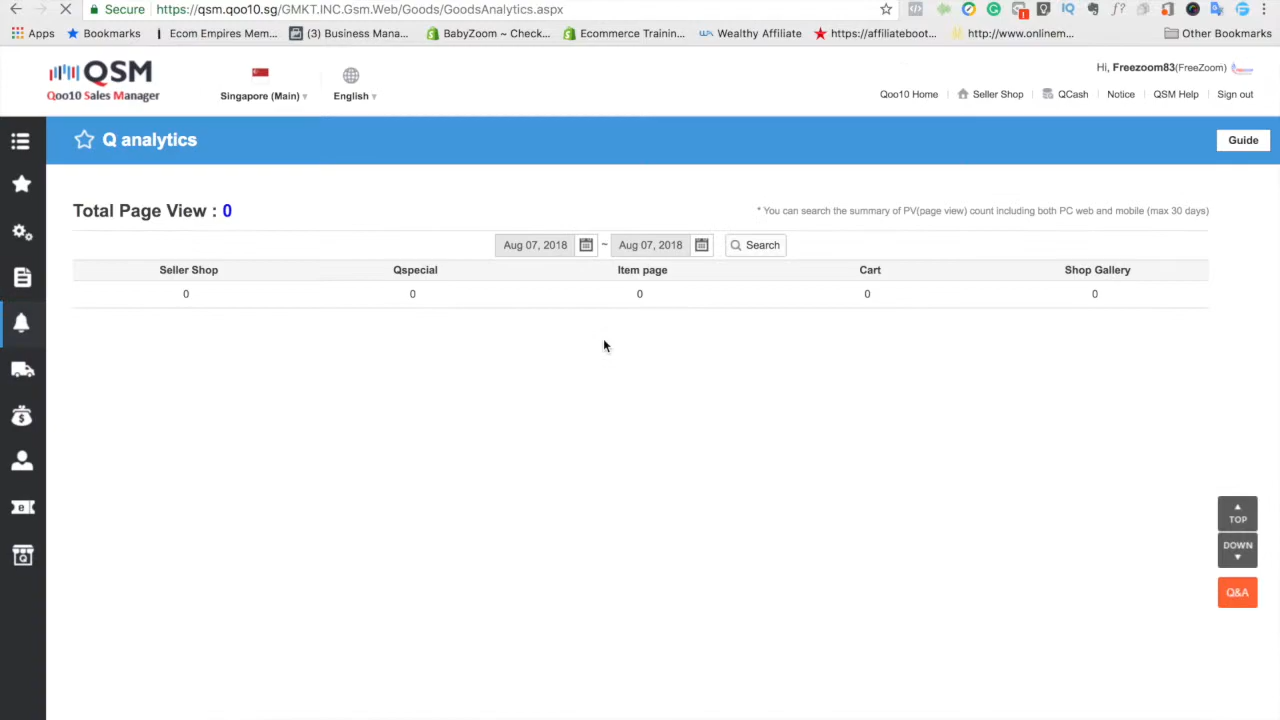 Secure https://qsm.qoo10.sg/GMKT.INC.Gsm.Web/Goods/GoodsAnalytics.aspx
Apps Bookmarks Ecom Empires Mem... (3) Business Mana... BabyZoom ~ Check... Ecommerce Trainin... Wealthy Affiliate https://affiliateboot... http://www.onlinem... Other Bookmarks
QSM
Qoo10 Sales Manager
Singapore (Main) ▾ English ▾
Hi, Freezoom83(FreeZoom)
Qoo10 Home Seller Shop QCash Notice QSM Help Sign out
Q analytics Guide
Total Page View : 0
* You can search the summary of PV(page view) count including both PC web and mobile (max 30 days)
Aug 07, 2018 ~ Aug 07, 2018 Search
Seller Shop Qspecial Item page Cart Shop Gallery
0 0 0 0 0
TOP
DOWN
Q&A